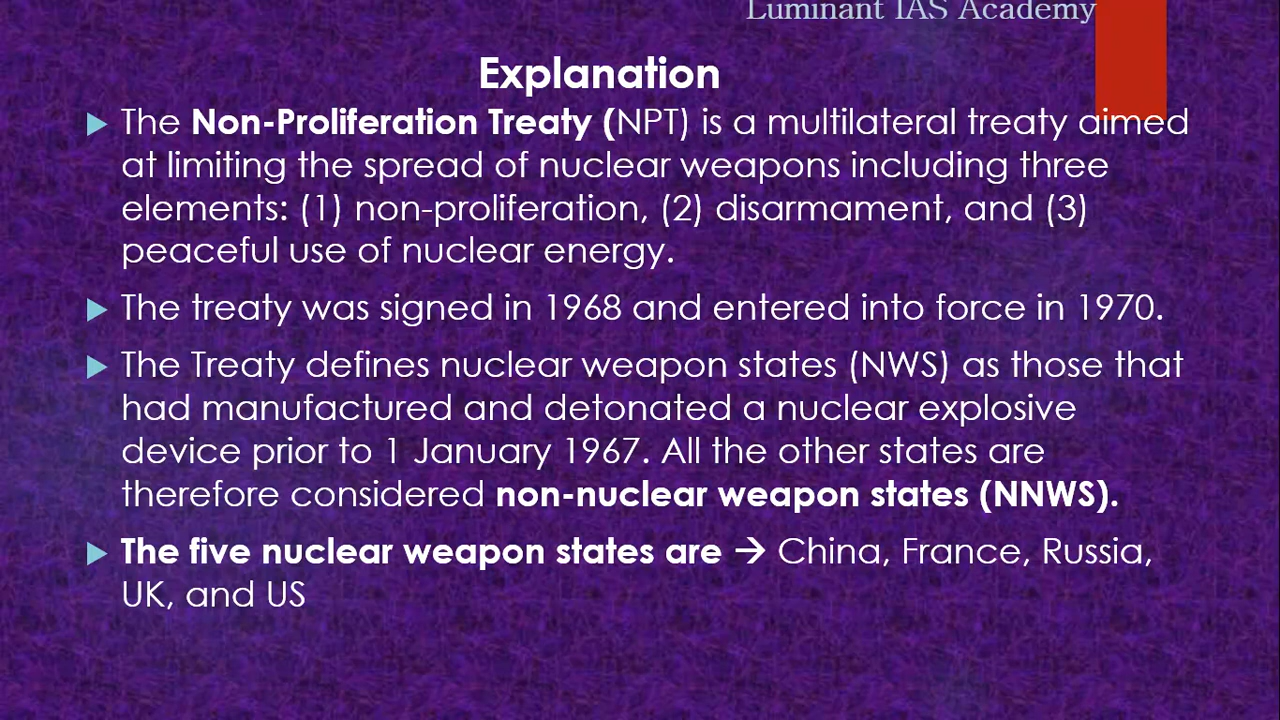 Luminant IAS Academy
Explanation
The Non-Proliferation Treaty (NPT) is a multilateral treaty aimed
at limiting the spread of nuclear weapons including three
elements: (1) non-proliferation, (2) disarmament, and (3)
peaceful use of nuclear energy.
The treaty was signed in 1968 and entered into force in 1970.
The Treaty defines nuclear weapon states (NWS) as those that
had manufactured and detonated a nuclear explosive
device prior to 1 January 1967. All the other states are
therefore considered non-nuclear weapon states (NNWS).
The five nuclear weapon states are → China, France, Russia,
UK, and US